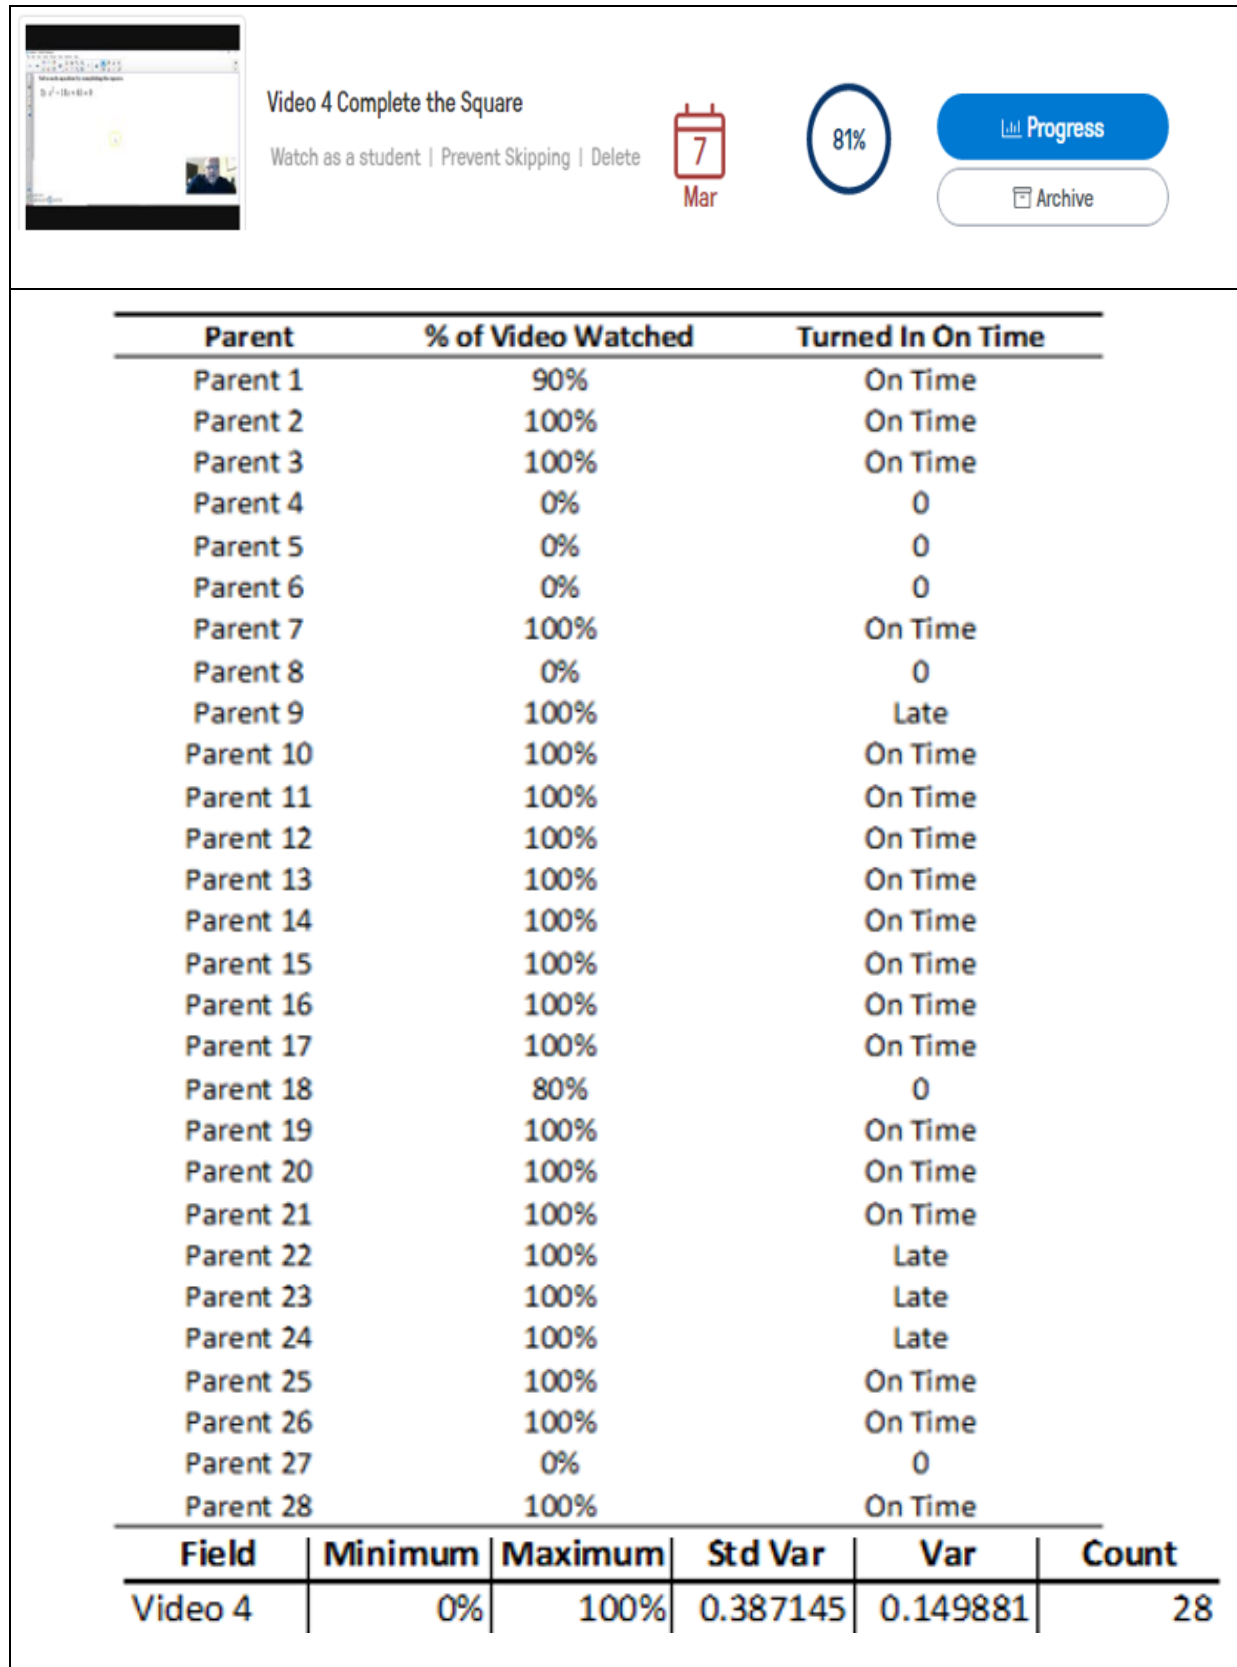 Video 4 Complete the Square
Watch as a student | Prevent Skipping | Delete
7
Mar
81%
Progress
Archive
Parent % of Video Watched Turned In On Time
Parent 1 90% On Time
Parent 2 100% On Time
Parent 3 100% On Time
Parent 4 0% 0
Parent 5 0% 0
Parent 6 0% 0
Parent 7 100% On Time
Parent 8 0% 0
Parent 9 100% Late
Parent 10 100% On Time
Parent 11 100% On Time
Parent 12 100% On Time
Parent 13 100% On Time
Parent 14 100% On Time
Parent 15 100% On Time
Parent 16 100% On Time
Parent 17 100% On Time
Parent 18 80% 0
Parent 19 100% On Time
Parent 20 100% On Time
Parent 21 100% On Time
Parent 22 100% Late
Parent 23 100% Late
Parent 24 100% Late
Parent 25 100% On Time
Parent 26 100% On Time
Parent 27 0% 0
Parent 28 100% On Time
Field Minimum Maximum Std Var Var Count
Video 4 0% 100% 0.387145 0.149881 28